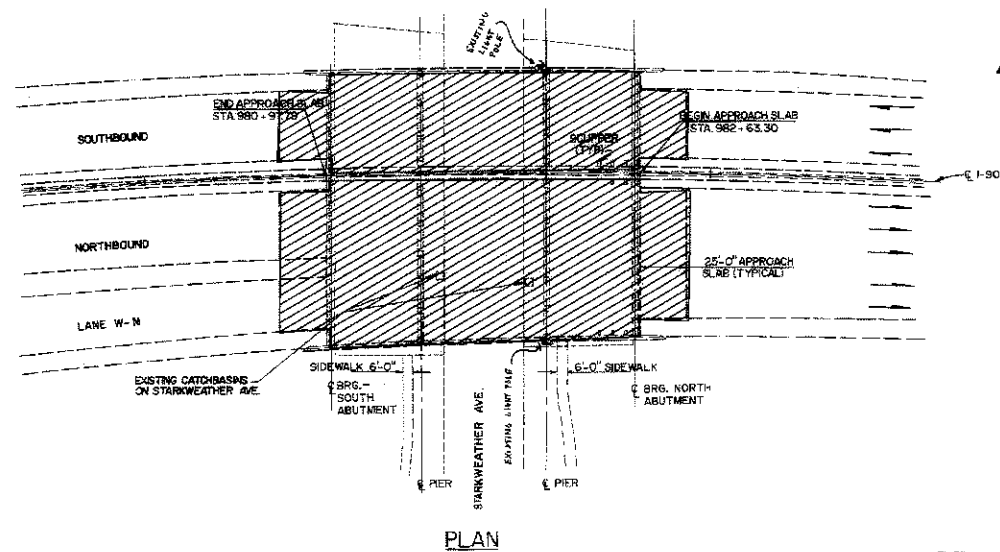 EXISTING
LIGHT
POLE
END APPROACH SLAB
STA. 980 + 97.79
SOUTHBOUND
SCUPPER
(TYP)
BEGIN APPROACH SLAB
STA. 982 + 63.30
℄ I-90
NORTHBOUND
25'-0" APPROACH
SLAB (TYPICAL)
LANE W-N
SIDEWALK 6'-0"
6'-0" SIDEWALK
EXISTING CATCHBASINS
ON STARKWEATHER AVE.
℄ BRG.-
SOUTH
ABUTMENT
STARKWEATHER AVE.
EXISTING LIGHT POLE
℄ BRG. NORTH
ABUTMENT
℄ PIER
℄ PIER
PLAN